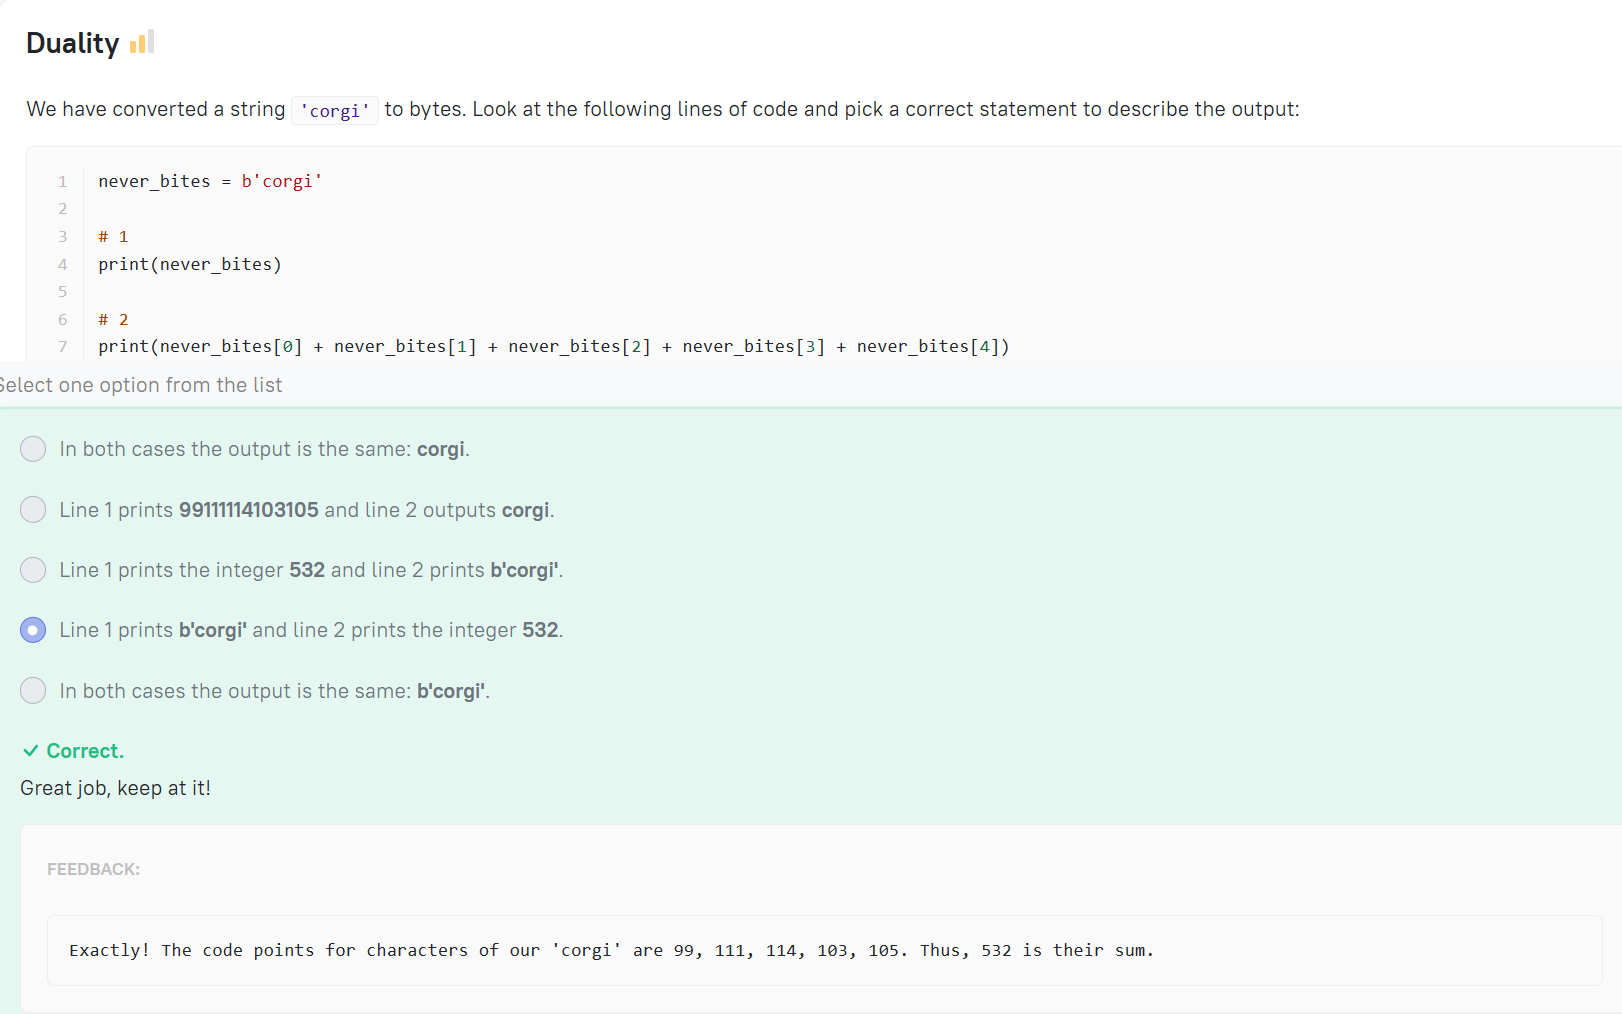 Duality
We have converted a string 'corgi' to bytes. Look at the following lines of code and pick a correct statement to describe the output:
1 never_bites = b'corgi'
2
3 # 1
4 print(never_bites)
5
6 # 2
7 print(never_bites[0] + never_bites[1] + never_bites[2] + never_bites[3] + never_bites[4])
Select one option from the list
In both cases the output is the same: corgi.
Line 1 prints 99111114103105 and line 2 outputs corgi.
Line 1 prints the integer 532 and line 2 prints b'corgi'.
Line 1 prints b'corgi' and line 2 prints the integer 532.
In both cases the output is the same: b'corgi'.
✓ Correct.
Great job, keep at it!
FEEDBACK:
Exactly! The code points for characters of our 'corgi' are 99, 111, 114, 103, 105. Thus, 532 is their sum.